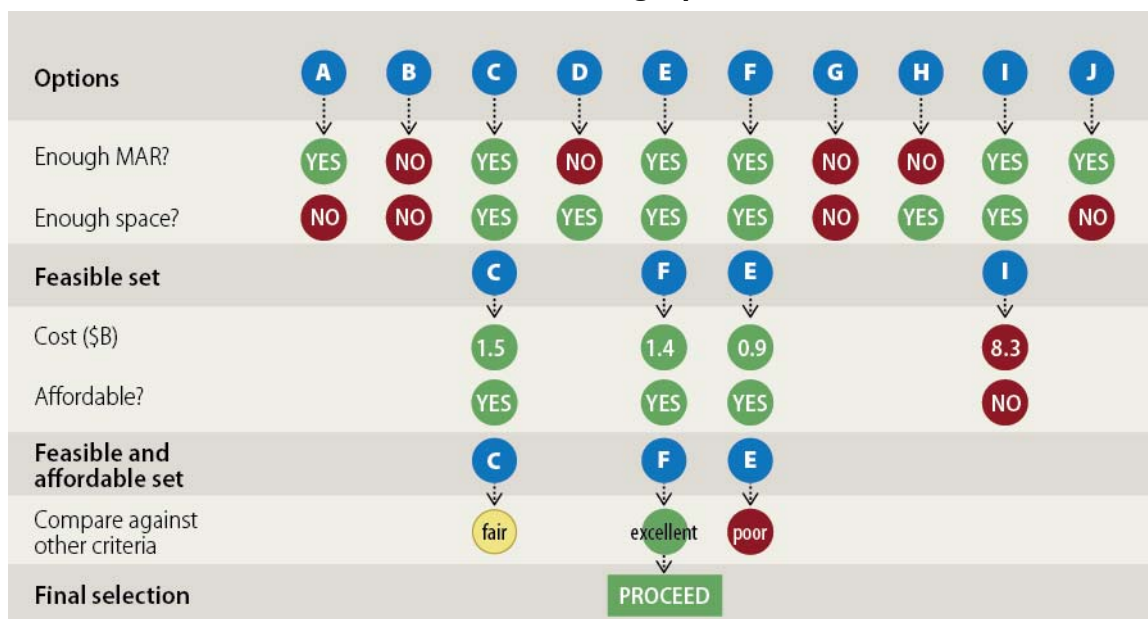 Options A B C D E F G H I J
Enough MAR? YES NO YES NO YES YES NO NO YES YES
Enough space? NO NO YES YES YES YES NO YES YES NO
Feasible set C F E I
Cost ($B) 1.5 1.4 0.9 8.3
Affordable? YES YES YES NO
Feasible and
affordable set C F E
Compare against
other criteria fair excellent poor
Final selection PROCEED